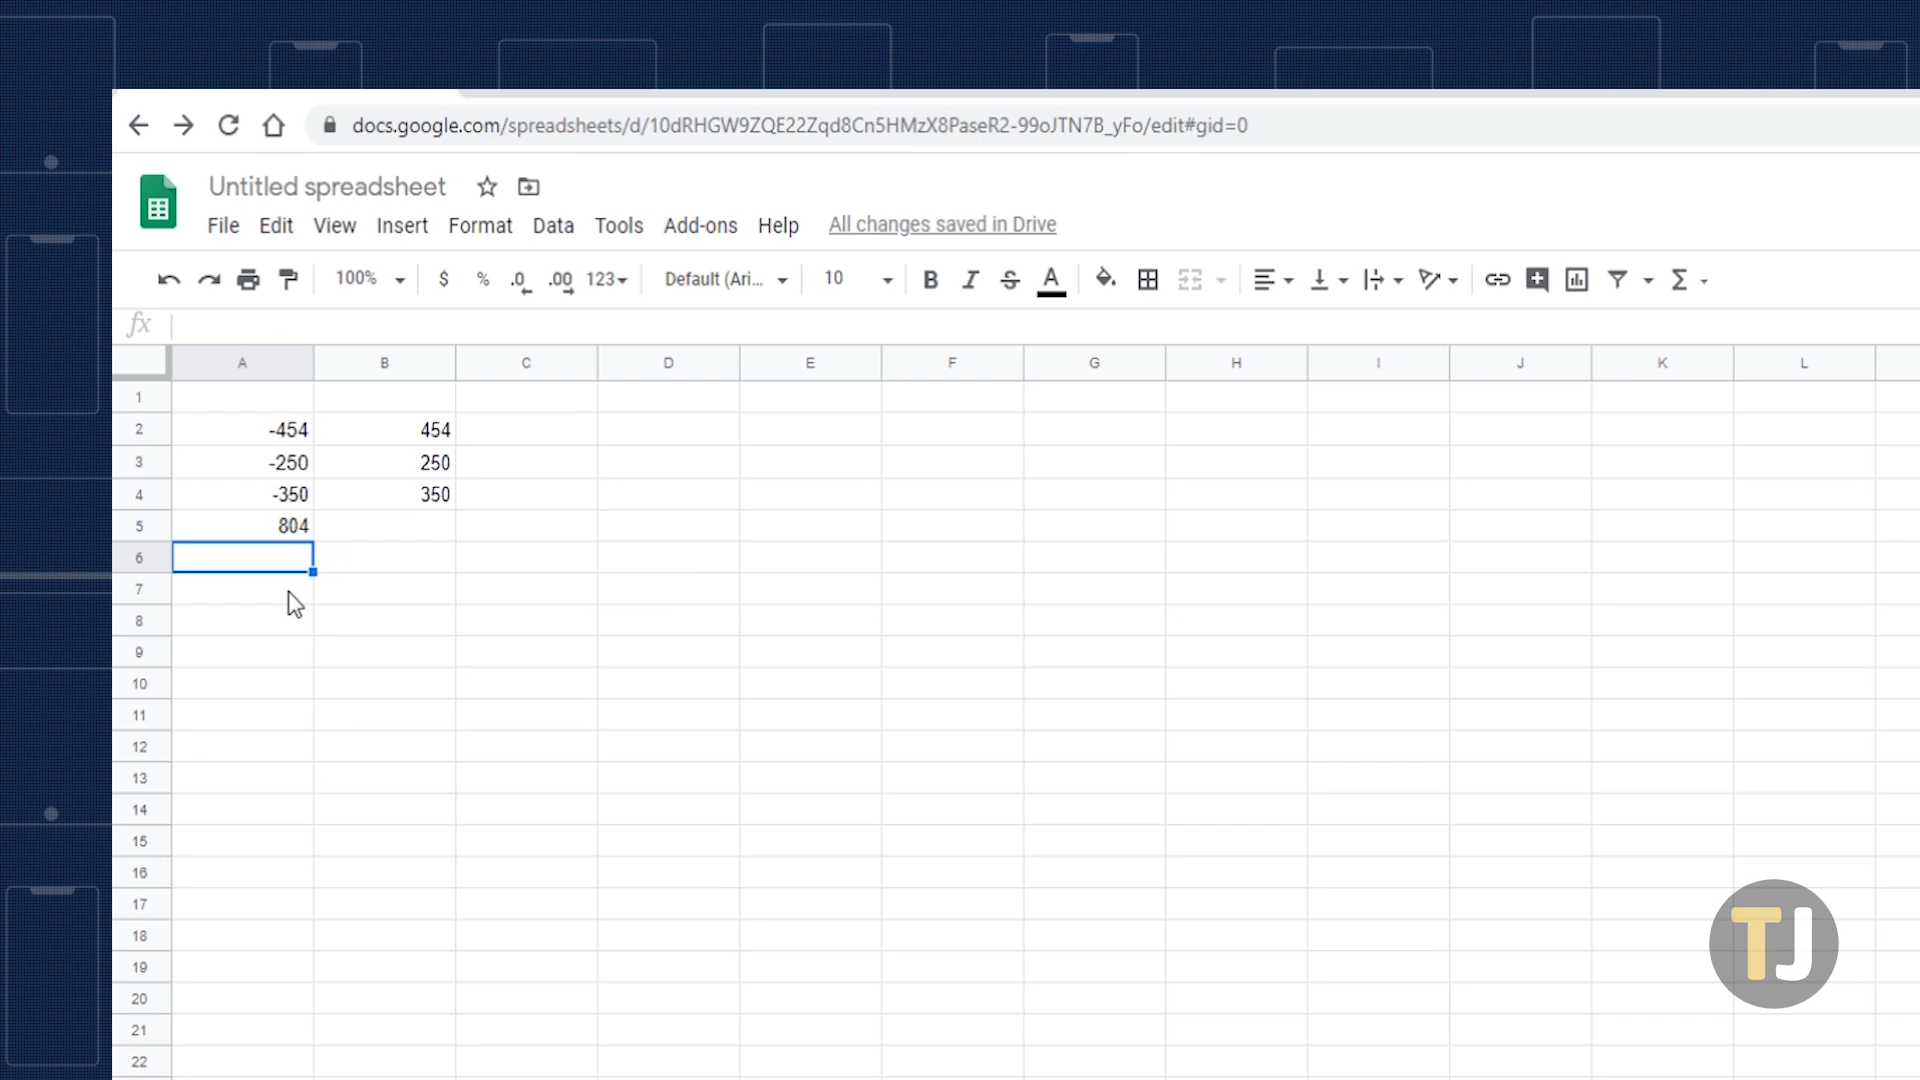 docs.google.com/spreadsheets/d/10dRHGW9ZQE22Zqd8Cn5HMzX8PaseR2-99oJTN7B_yFo/edit#gid=0
Untitled spreadsheet
File Edit View Insert Format Data Tools Add-ons Help All changes saved in Drive
100% $ % .0 .00 123 Default (Ari... 10 B I S A Σ
fx
A B C D E F G H I J K L
1
2 -454 454
3 -250 250
4 -350 350
5 804
6
7
8
9
10
11
12
13
14
15
16
17
18
19
20
21
22
TJ